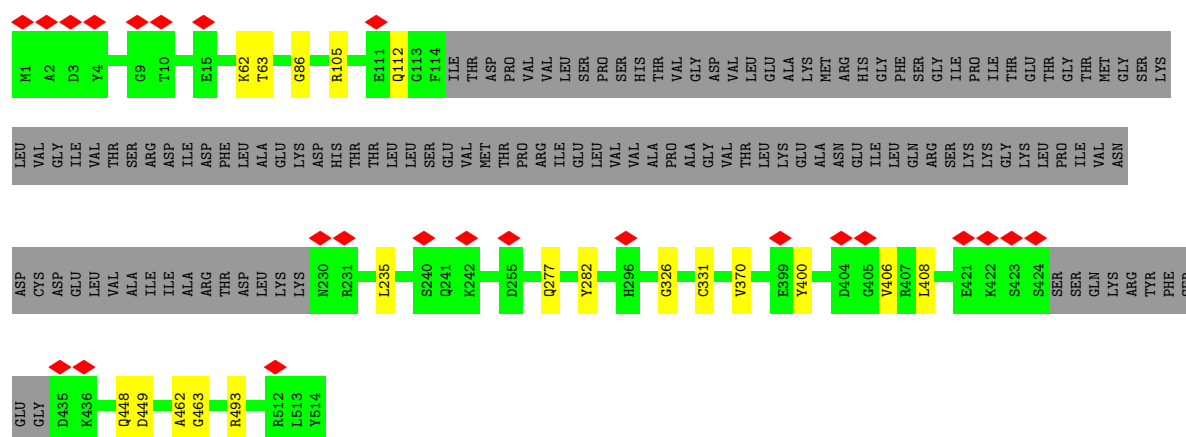 M1 A2 D3 Y4 G9 T10 E15 K62 T63 G86 R105 E111 Q112 G113 F114 ILE THR ASP PRO VAL VAL LEU SER PRO SER HIS THR VAL GLY ASP VAL LEU GLU ALA LYS MET ARG HIS GLY PHE SER GLY ILE PRO ILE THR GLU THR GLY THR MET GLY SER LYS
LEU VAL GLY ILE VAL THR SER ARG ASP ILE ASP PHE LEU ALA GLU LYS ASP HIS THR THR LEU LEU SER GLU VAL MET THR PRO ARG ILE GLU LEU VAL VAL ALA PRO ALA GLY VAL THR LEU LYS GLU ALA ASN GLU ILE LEU GLN ARG SER LYS LYS GLY LYS LEU PRO ILE VAL ASN
ASP CYS ASP GLU LEU VAL ALA ILE ILE ALA ARG THR ASP LEU LYS LYS N230 R231 L235 S240 Q241 K242 D255 Q277 Y282 H296 G326 C331 V370 E399 Y400 D404 G405 V406 R407 L408 E421 K422 S423 S424 SER SER GLN LYS ARG TYR PHE SER
GLU GLY D435 K436 Q448 D449 A462 G463 R493 R512 L513 Y514